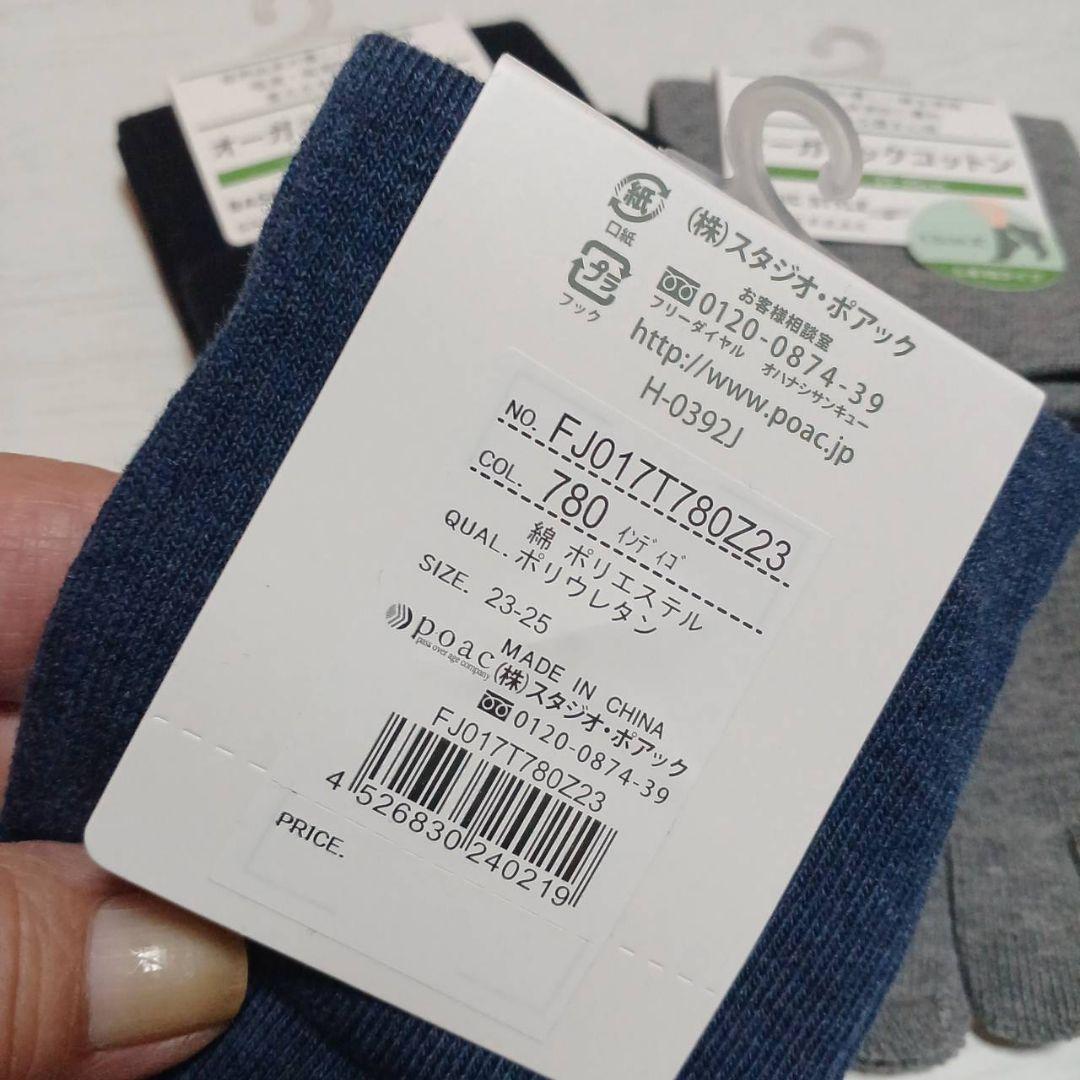 紙
口紙
プラ
フック
(株)スタジオ・ポアック
お客様相談室
0120-0874-39
フリーダイヤル オハナシサンキュー
http://www.poac.jp
H-0392J
NO. FJ017T780Z23
COL. 780 ｲﾝﾃﾞｨｺﾞ
QUAL. 綿 ポリエステル
ポリウレタン
SIZE. 23-25
MADE IN CHINA
poac
pass over age company
(株)スタジオ・ポアック
0120-0874-39
FJ017T780Z23
4 526830 240219
PRICE.
オーガ
ーガ ックコットン